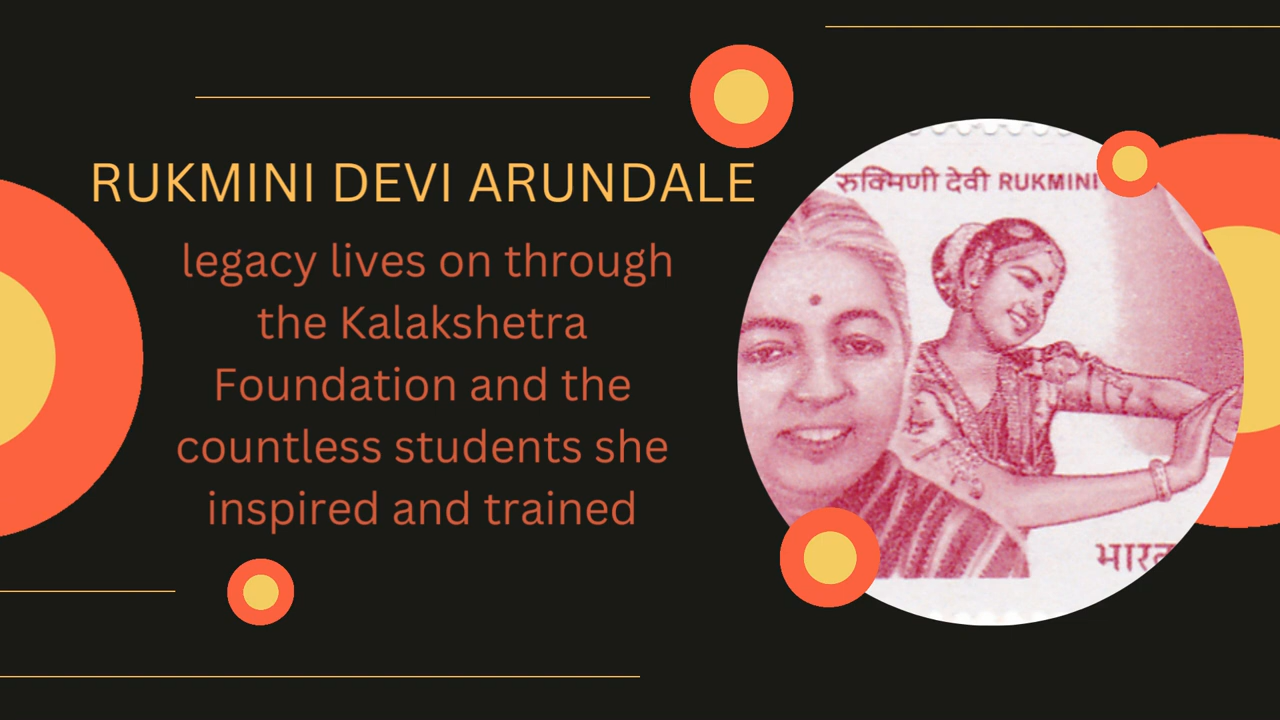 RUKMINI DEVI ARUNDALE
legacy lives on through
the Kalakshetra
Foundation and the
countless students she
inspired and trained
रुक्मिणी देवी RUKMINI